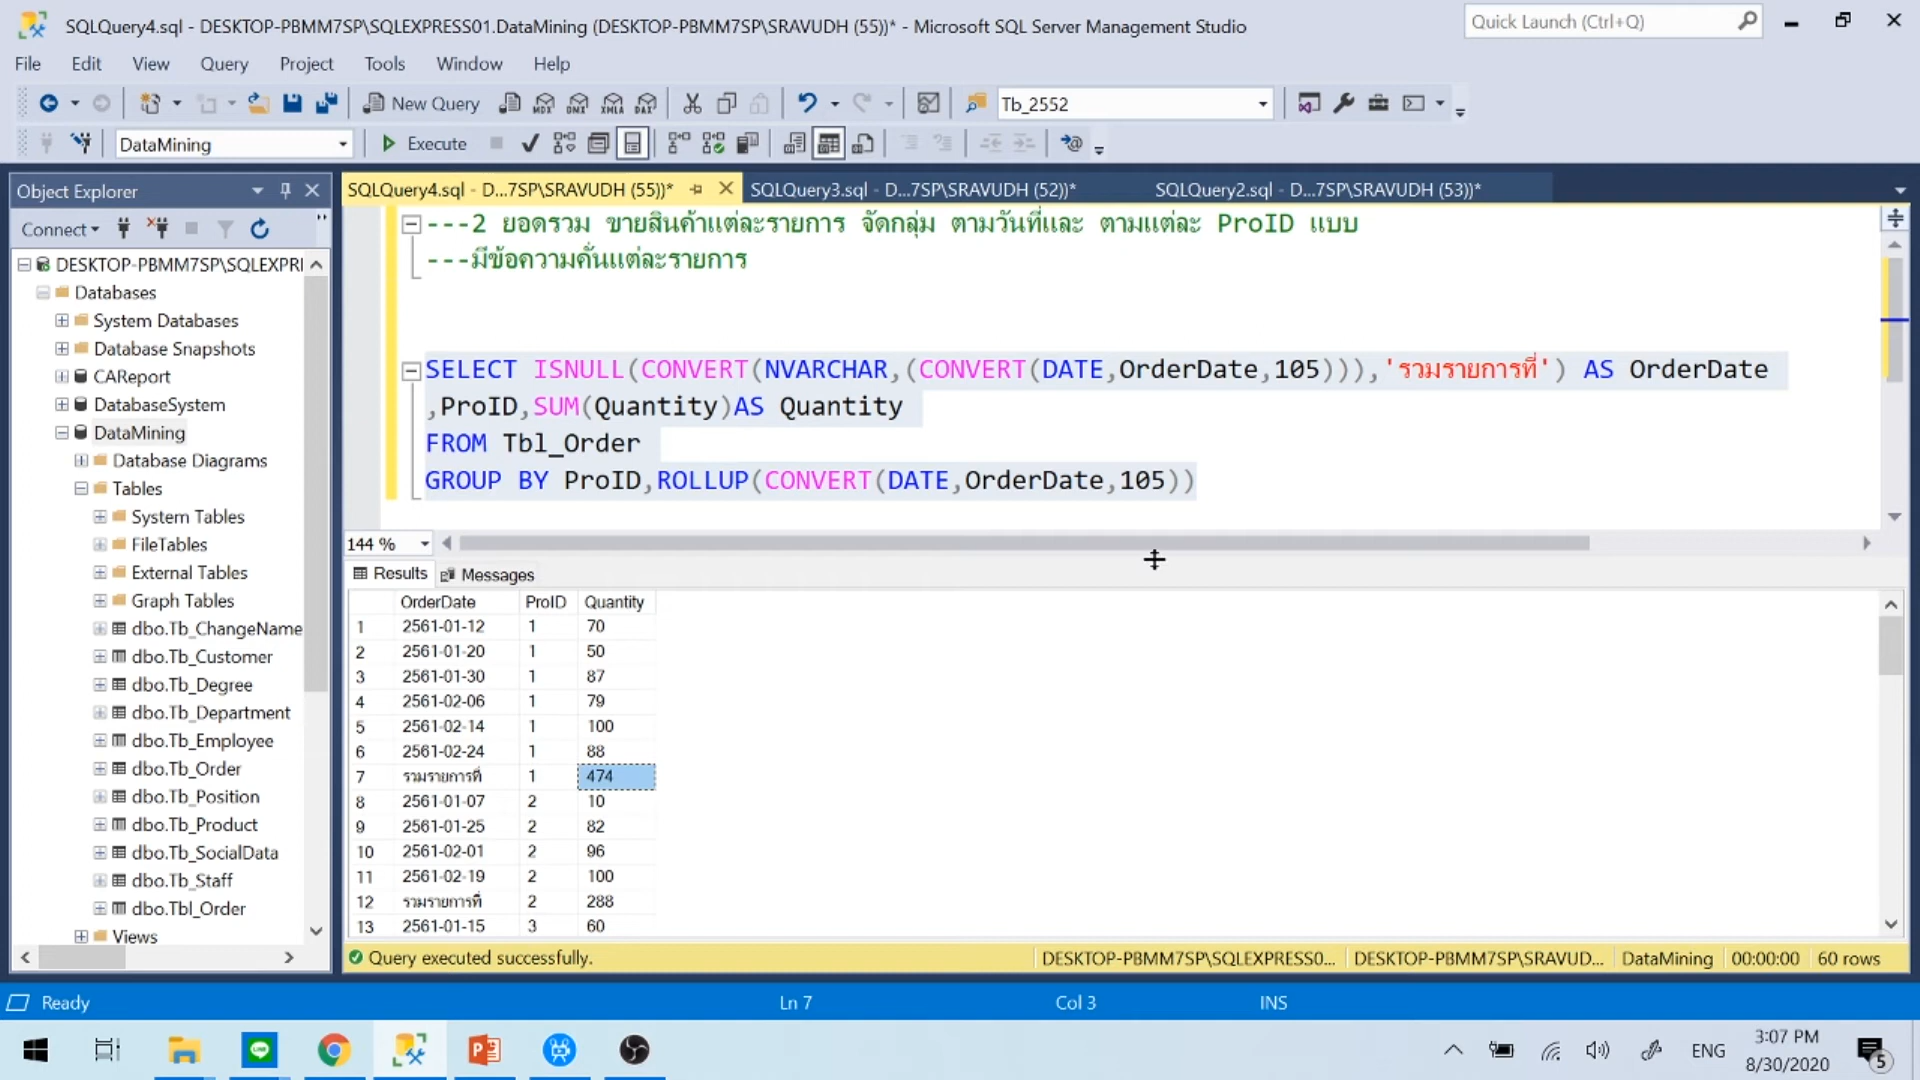 SQLQuery4.sql - DESKTOP-PBMM7SP\SQLEXPRESS01.DataMining (DESKTOP-PBMM7SP\SRAVUDH (55))* - Microsoft SQL Server Management Studio
Quick Launch (Ctrl+Q)
File Edit View Query Project Tools Window Help
New Query
MDX DMX XMLA DAX
Tb_2552
DataMining
Execute
Object Explorer
SQLQuery4.sql - D...7SP\SRAVUDH (55))*
SQLQuery3.sql - D...7SP\SRAVUDH (52))*
SQLQuery2.sql - D...7SP\SRAVUDH (53))*
Connect
DESKTOP-PBMM7SP\SQLEXPRI
Databases
System Databases
Database Snapshots
CAReport
DatabaseSystem
DataMining
Database Diagrams
Tables
System Tables
FileTables
External Tables
Graph Tables
dbo.Tb_ChangeName
dbo.Tb_Customer
dbo.Tb_Degree
dbo.Tb_Department
dbo.Tb_Employee
dbo.Tb_Order
dbo.Tb_Position
dbo.Tb_Product
dbo.Tb_SocialData
dbo.Tb_Staff
dbo.Tbl_Order
Views
---2 ยอดรวม ขายสินค้าแต่ละรายการ จัดกลุ่ม ตามวันที่และ ตามแต่ละ ProID แบบ
---มีข้อความคั่นแต่ละรายการ
SELECT ISNULL(CONVERT(NVARCHAR,(CONVERT(DATE,OrderDate,105))),'รวมรายการที่') AS OrderDate
,ProID,SUM(Quantity)AS Quantity
FROM Tbl_Order
GROUP BY ProID,ROLLUP(CONVERT(DATE,OrderDate,105))
144 %
Results Messages
OrderDate ProID Quantity
1 2561-01-12 1 70
2 2561-01-20 1 50
3 2561-01-30 1 87
4 2561-02-06 1 79
5 2561-02-14 1 100
6 2561-02-24 1 88
7 รวมรายการที่ 1 474
8 2561-01-07 2 10
9 2561-01-25 2 82
10 2561-02-01 2 96
11 2561-02-19 2 100
12 รวมรายการที่ 2 288
13 2561-01-15 3 60
Query executed successfully.
DESKTOP-PBMM7SP\SQLEXPRESS0... DESKTOP-PBMM7SP\SRAVUD... DataMining 00:00:00 60 rows
Ready Ln 7 Col 3 INS
LINE
ENG
3:07 PM
8/30/2020
5